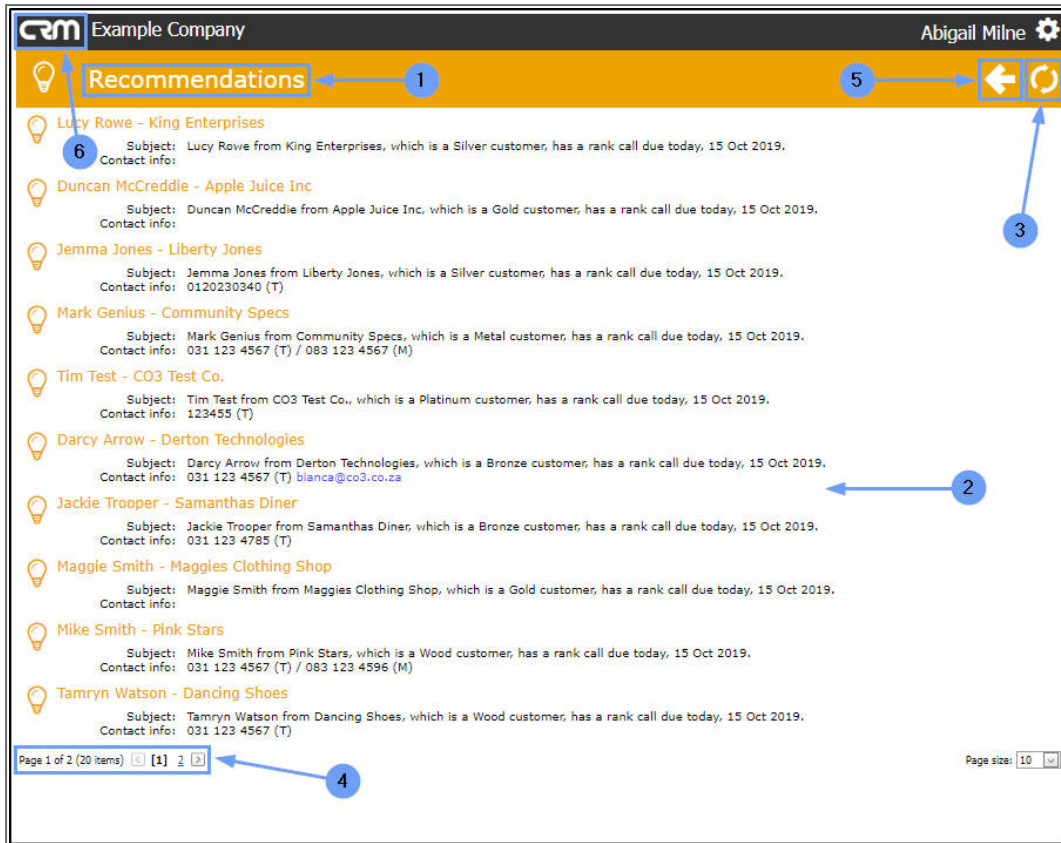 CRM Example Company Abigail Milne
Recommendations 1 5
Lucy Rowe - King Enterprises
6 Subject: Lucy Rowe from King Enterprises, which is a Silver customer, has a rank call due today, 15 Oct 2019.
Contact info:
Duncan McCreddie - Apple Juice Inc
Subject: Duncan McCreddie from Apple Juice Inc, which is a Gold customer, has a rank call due today, 15 Oct 2019.
Contact info:
3
Jemma Jones - Liberty Jones
Subject: Jemma Jones from Liberty Jones, which is a Silver customer, has a rank call due today, 15 Oct 2019.
Contact info: 0120230340 (T)
Mark Genius - Community Specs
Subject: Mark Genius from Community Specs, which is a Metal customer, has a rank call due today, 15 Oct 2019.
Contact info: 031 123 4567 (T) / 083 123 4567 (M)
Tim Test - CO3 Test Co.
Subject: Tim Test from CO3 Test Co., which is a Platinum customer, has a rank call due today, 15 Oct 2019.
Contact info: 123455 (T)
Darcy Arrow - Derton Technologies
Subject: Darcy Arrow from Derton Technologies, which is a Bronze customer, has a rank call due today, 15 Oct 2019.
Contact info: 031 123 4567 (T) bianca@co3.co.za
2
Jackie Trooper - Samanthas Diner
Subject: Jackie Trooper from Samanthas Diner, which is a Bronze customer, has a rank call due today, 15 Oct 2019.
Contact info: 031 123 4785 (T)
Maggie Smith - Maggies Clothing Shop
Subject: Maggie Smith from Maggies Clothing Shop, which is a Gold customer, has a rank call due today, 15 Oct 2019.
Contact info:
Mike Smith - Pink Stars
Subject: Mike Smith from Pink Stars, which is a Wood customer, has a rank call due today, 15 Oct 2019.
Contact info: 031 123 4567 (T) / 083 123 4596 (M)
Tamryn Watson - Dancing Shoes
Subject: Tamryn Watson from Dancing Shoes, which is a Wood customer, has a rank call due today, 15 Oct 2019.
Contact info: 031 123 4567 (T)
Page 1 of 2 (20 items) < [1] 2 > Page size: 10
4